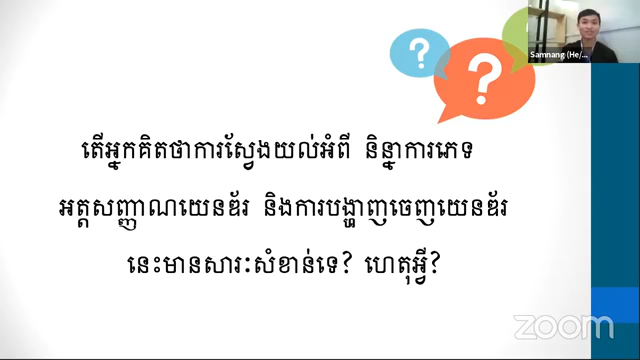 Samnang (He/...
តើអ្នកគិតថាការស្វែងយល់អំពី និន្នាការភេទ
អត្តសញ្ញាណយេនឌ័រ និងការបង្ហាញចេញយេនឌ័រ
នេះមានសារៈសំខាន់ទេ? ហេតុអ្វី?
zoom